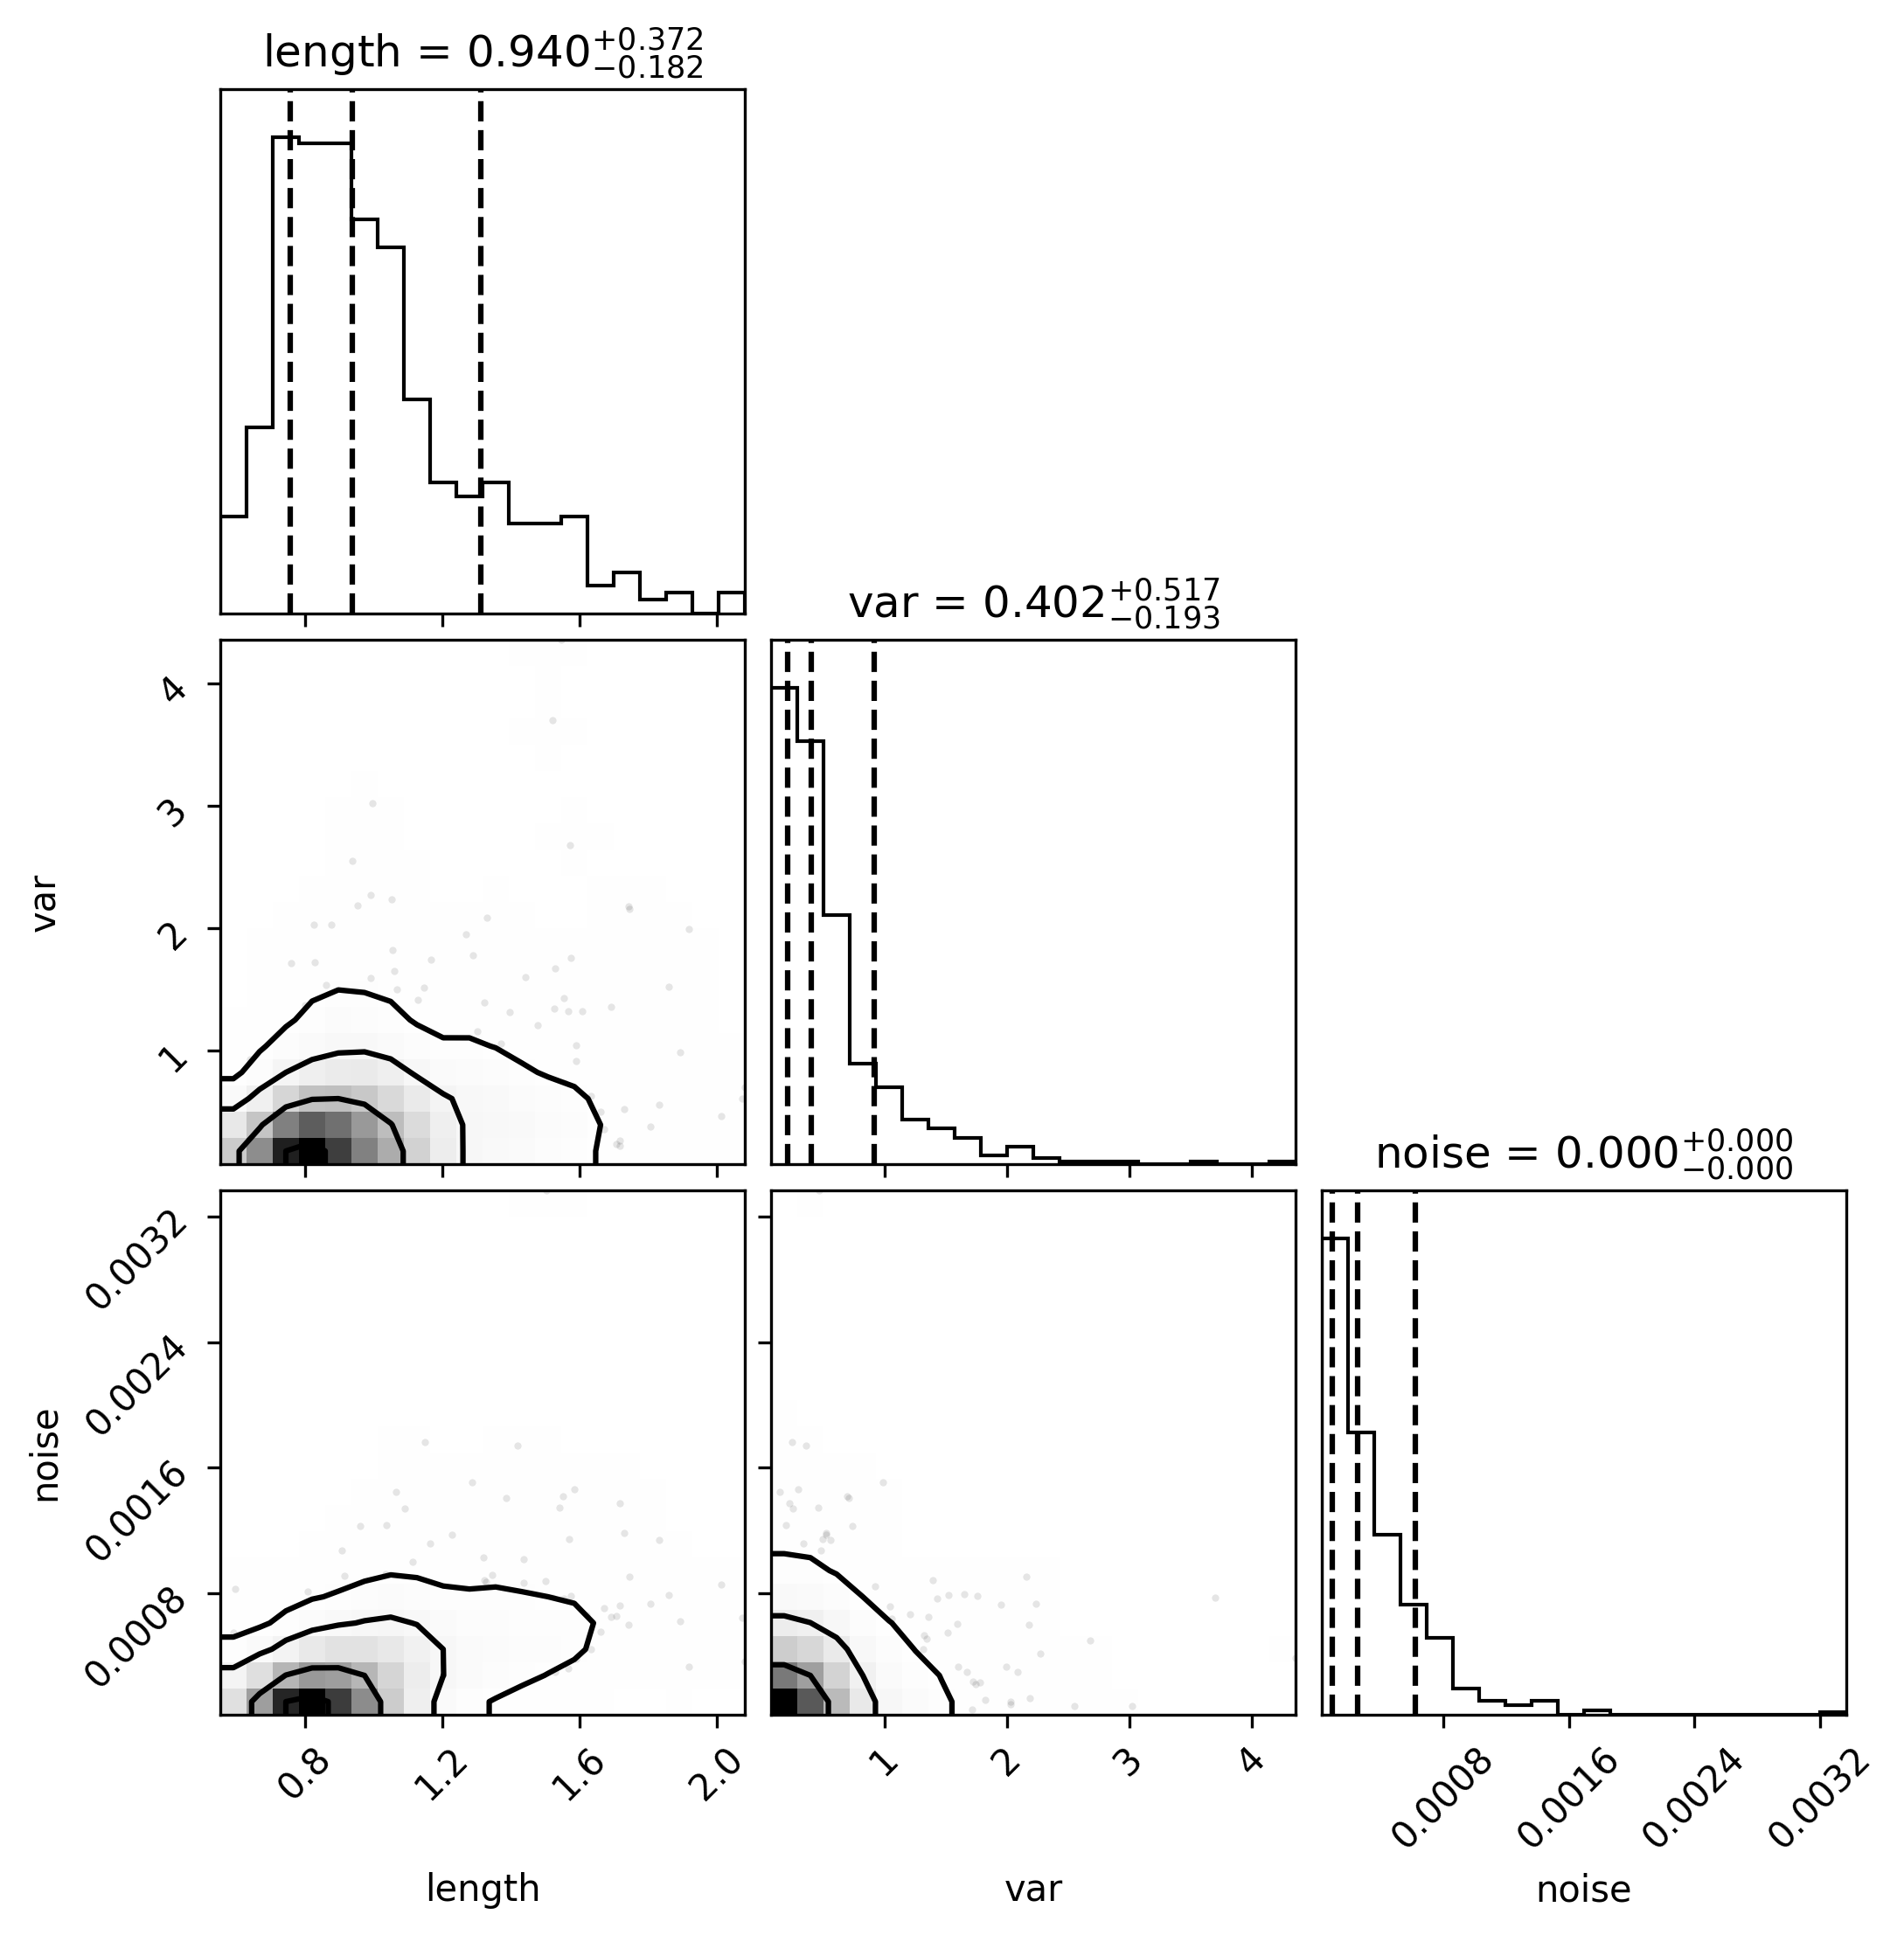 length = 0.940+0.372 −0.182
var = 0.402+0.517 −0.193
4
3
2
1
var
noise = 0.000+0.000 −0.000
0.0032
0.0024
0.0016
0.0008
noise
0.8 1.2 1.6 2.0
1 2 3 4
0.0008 0.0016 0.0024 0.0032
length var noise